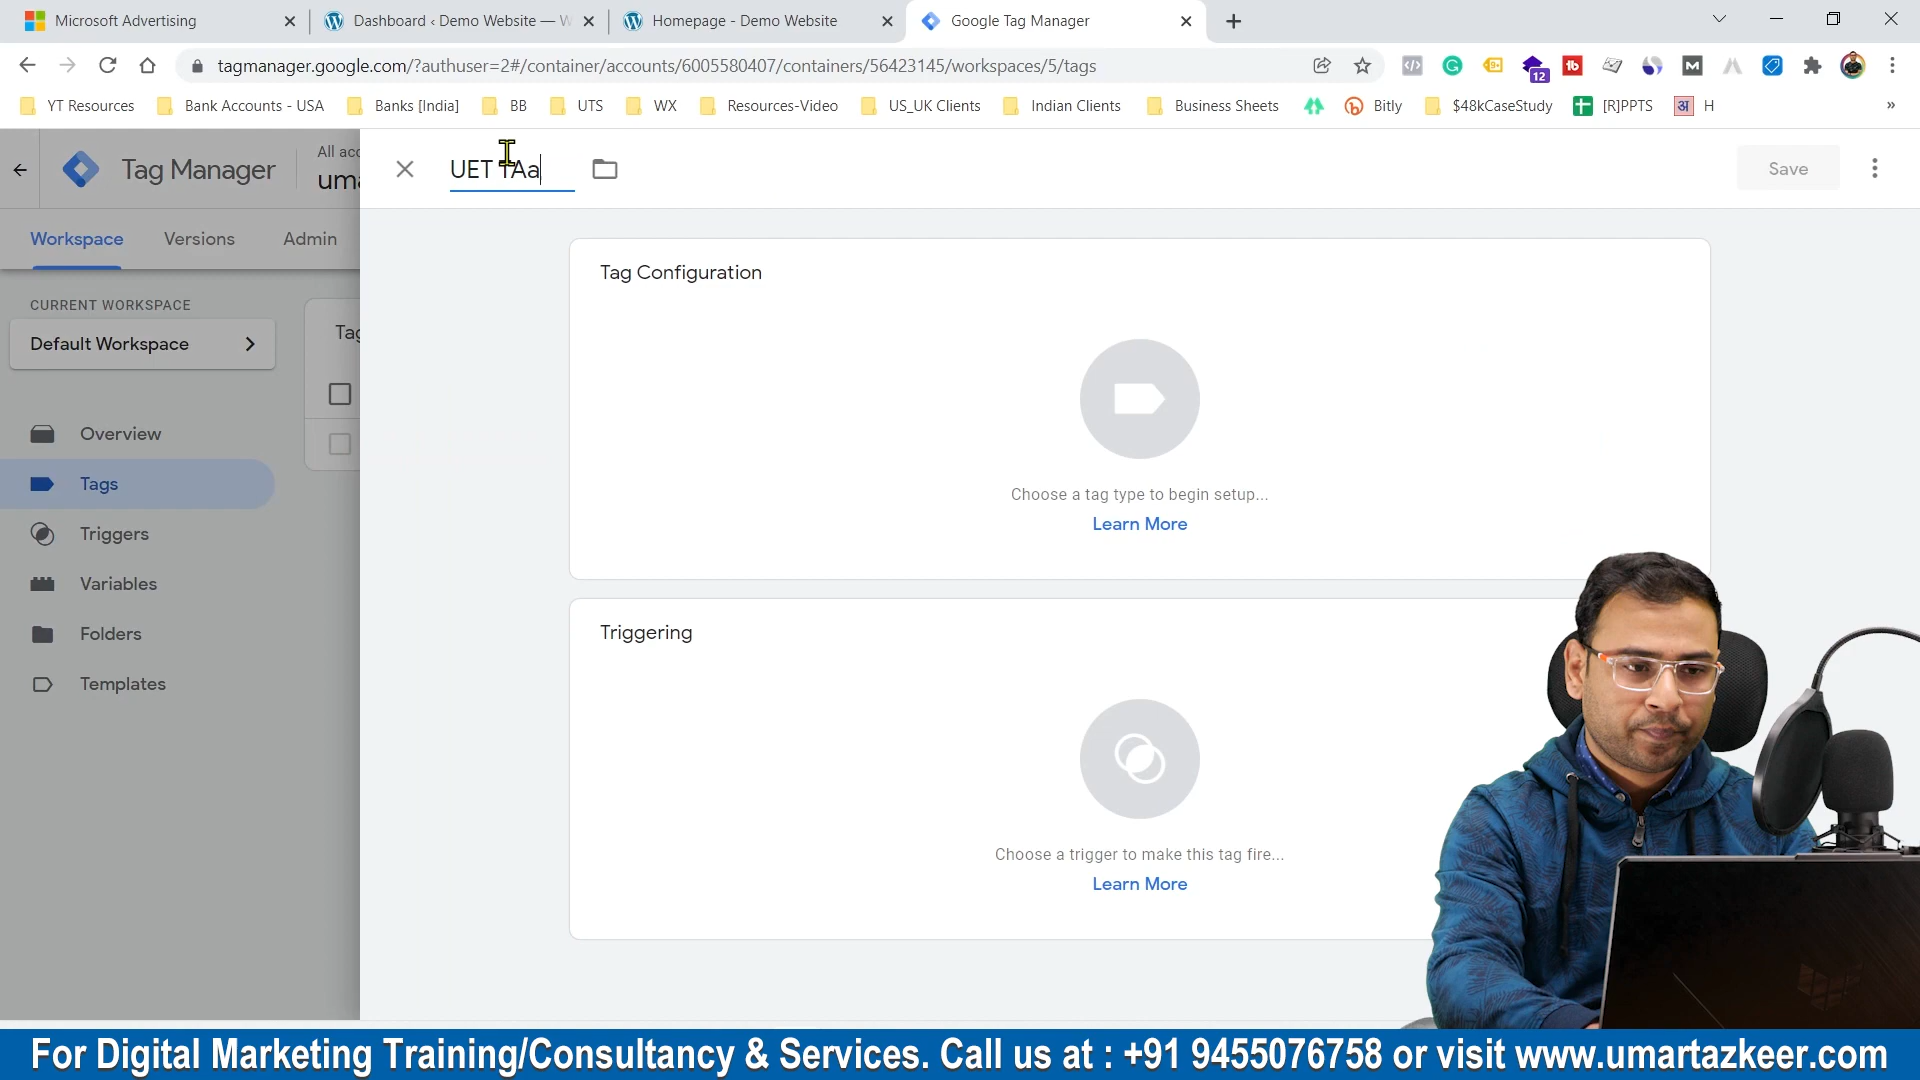 Microsoft Advertising
Dashboard ‹ Demo Website — W
Homepage - Demo Website
Google Tag Manager
tagmanager.google.com/?authuser=2#/container/accounts/6005580407/containers/56423145/workspaces/5/tags
9+
12
YT Resources
Bank Accounts - USA
Banks [India]
BB
UTS
WX
Resources-Video
US_UK Clients
Indian Clients
Business Sheets
Bitly
$48kCaseStudy
[R]PPTS
अ
H
»
Tag Manager
All acc
uma
UET TAa
Save
Workspace
Versions
Admin
CURRENT WORKSPACE
Default Workspace
Tag
Overview
Tags
Triggers
Variables
Folders
Templates
Tag Configuration
Choose a tag type to begin setup...
Learn More
Triggering
Choose a trigger to make this tag fire...
Learn More
For Digital Marketing Training/Consultancy & Services. Call us at : +91 9455076758 or visit www.umartazkeer.com